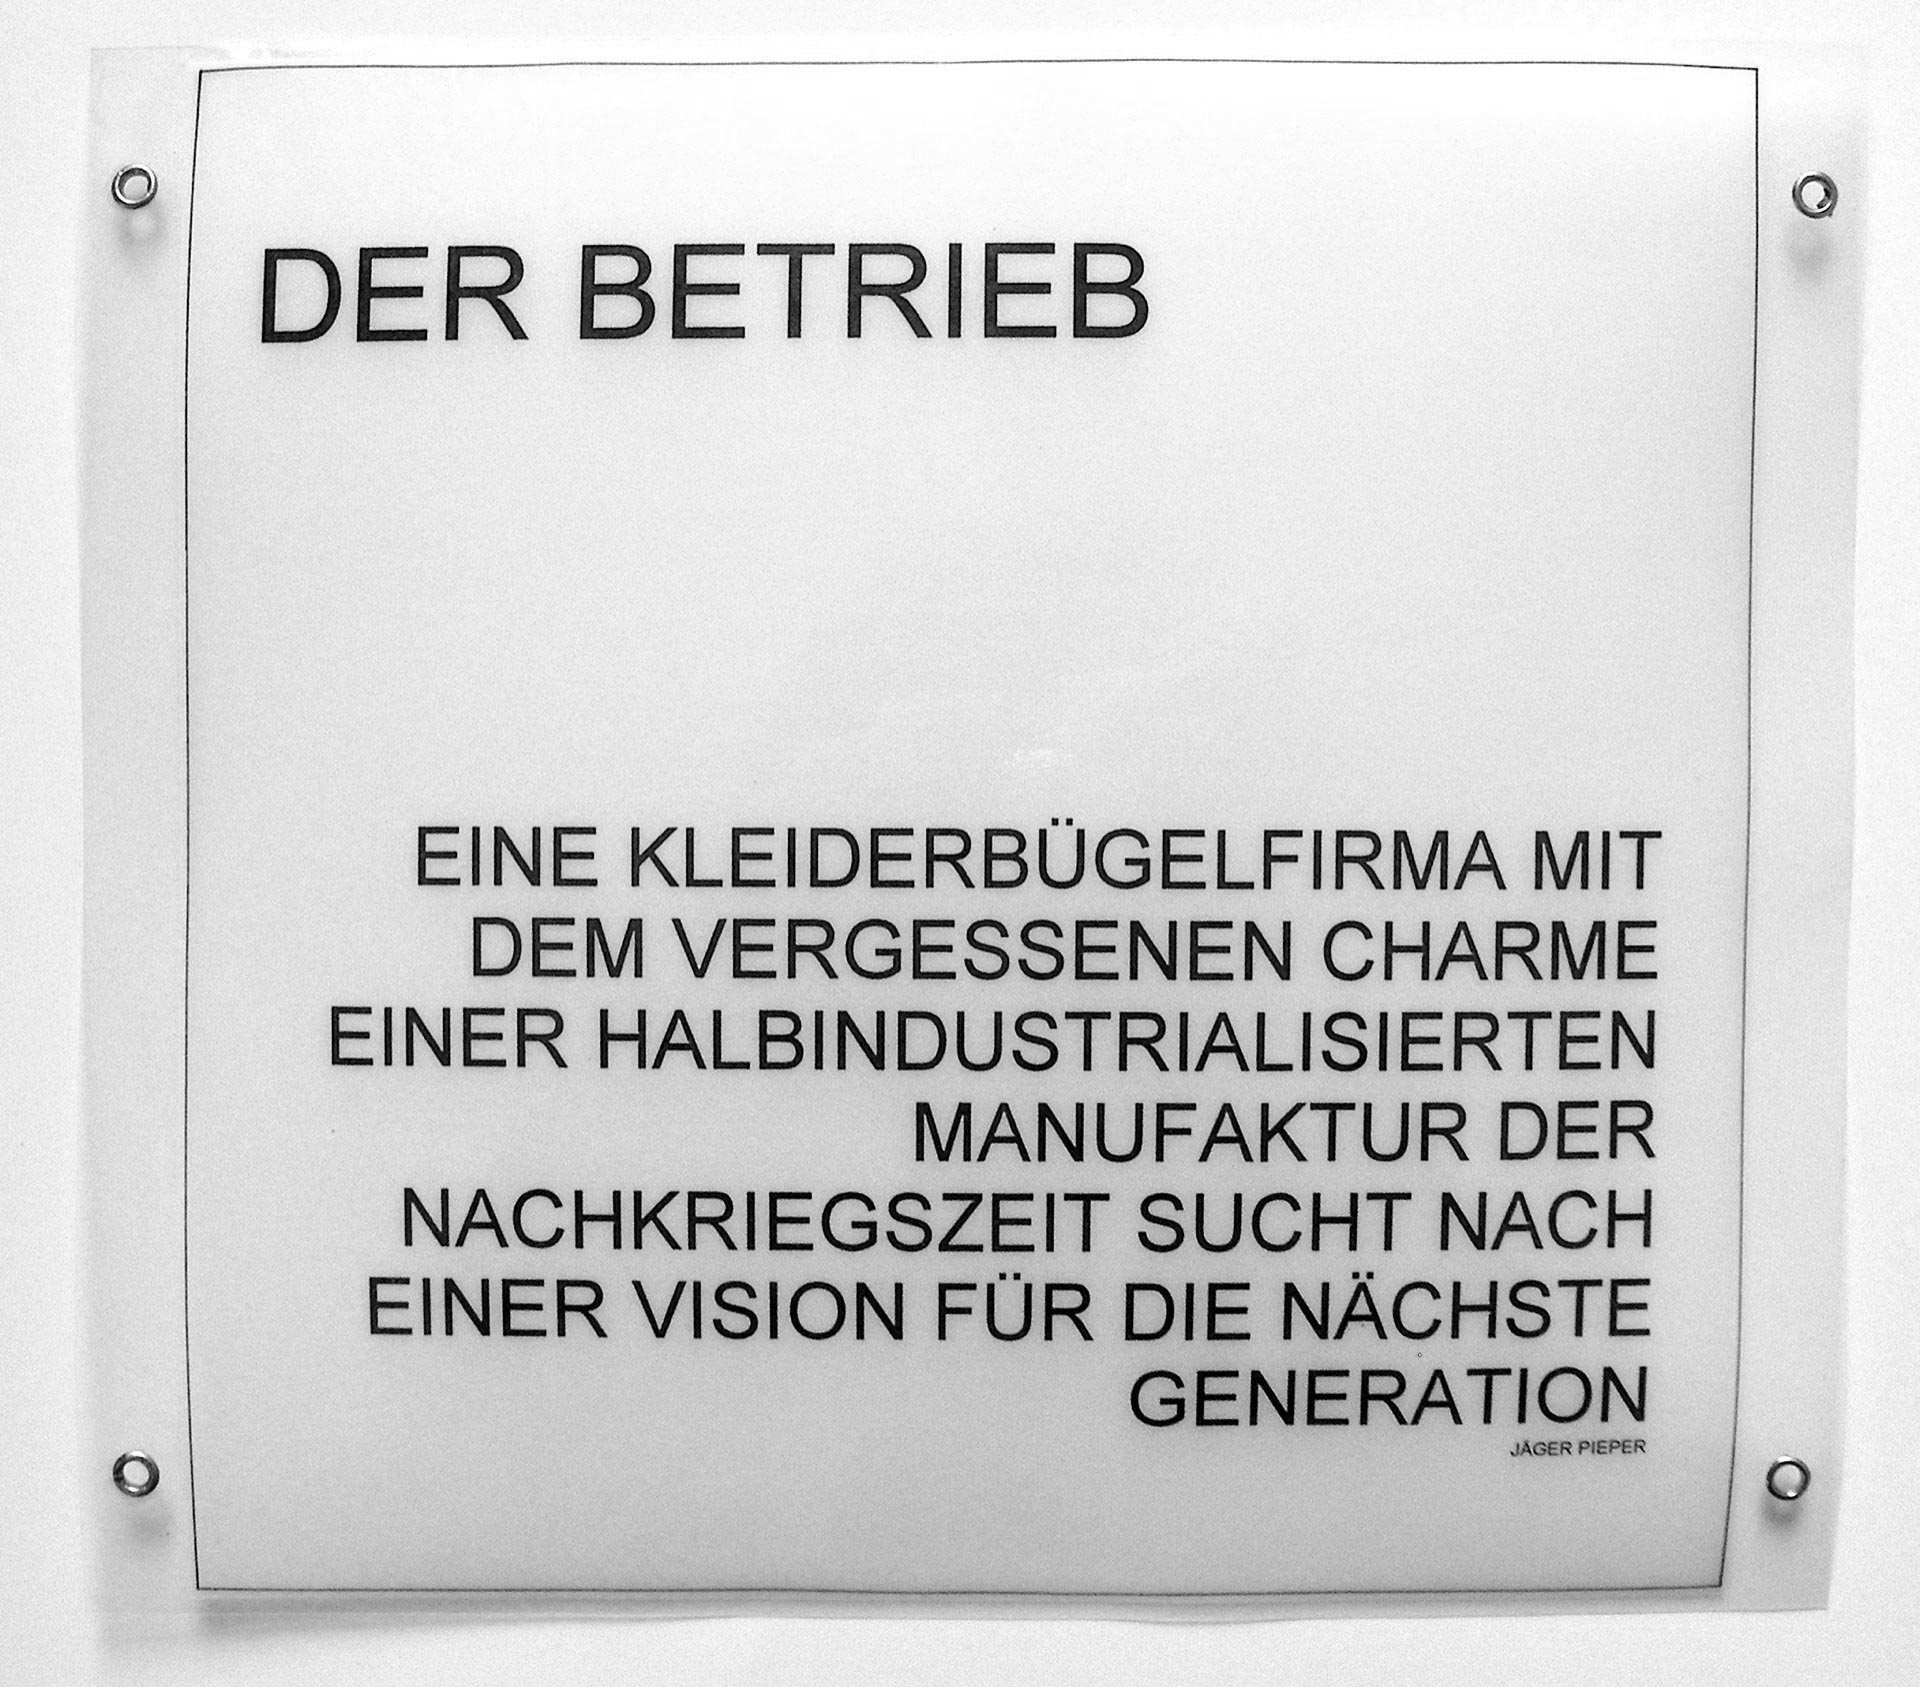 DER BETRIEB
EINE KLEIDERBÜGELFIRMA MIT
DEM VERGESSENEN CHARME
EINER HALBINDUSTRIALISIERTEN
MANUFAKTUR DER
NACHKRIEGSZEIT SUCHT NACH
EINER VISION FÜR DIE NÄCHSTE
GENERATION
JÄGER PIEPER